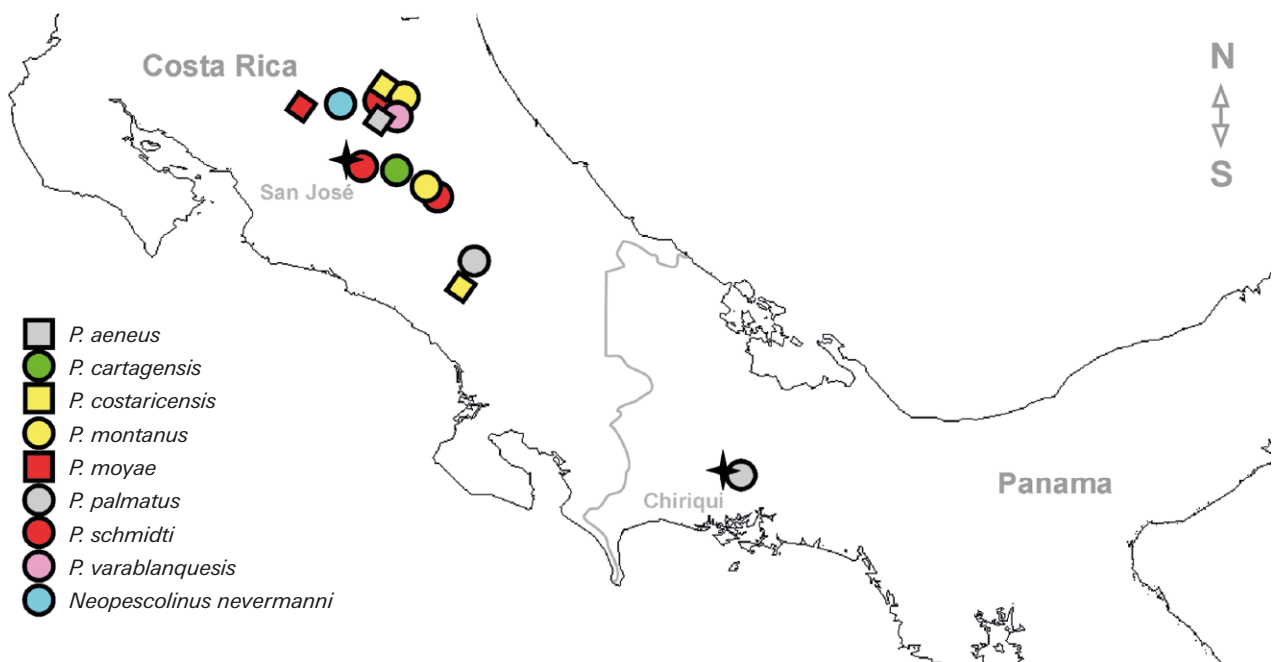 Costa Rica
N
S
San José
P. aeneus
P. cartagensis
P. costaricensis
P. montanus
P. moyae
P. palmatus
P. schmidti
P. varablanquesis
Neopescolinus nevermanni
Chiriqui
Panama